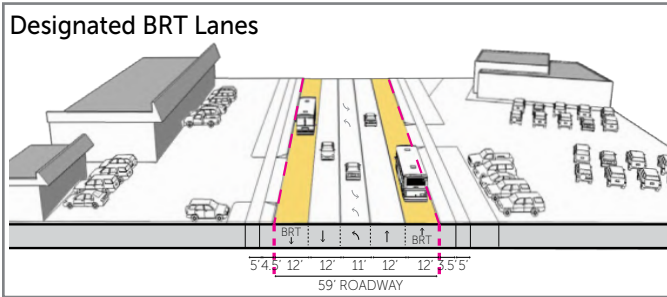 Designated BRT Lanes
BRT BRT
5' 4.5' 12' 12' 11' 12' 12' 3.5' 5'
59' ROADWAY